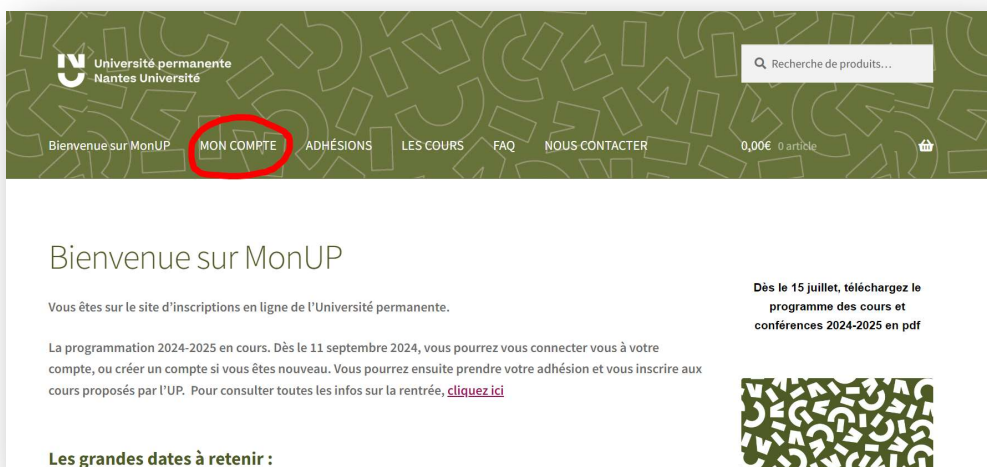 Université permanente
Nantes Université
Recherche de produits...
Bienvenue sur MonUP MON COMPTE ADHÉSIONS LES COURS FAQ NOUS CONTACTER 0,00€ 0 article
Bienvenue sur MonUP
Vous êtes sur le site d’inscriptions en ligne de l’Université permanente.
La programmation 2024-2025 en cours. Dès le 11 septembre 2024, vous pourrez vous connecter vous à votre
compte, ou créer un compte si vous êtes nouveau. Vous pourrez ensuite prendre votre adhésion et vous inscrire aux
cours proposés par l’UP. Pour consulter toutes les infos sur la rentrée, cliquez ici
Les grandes dates à retenir :
Dès le 15 juillet, téléchargez le
programme des cours et
conférences 2024-2025 en pdf